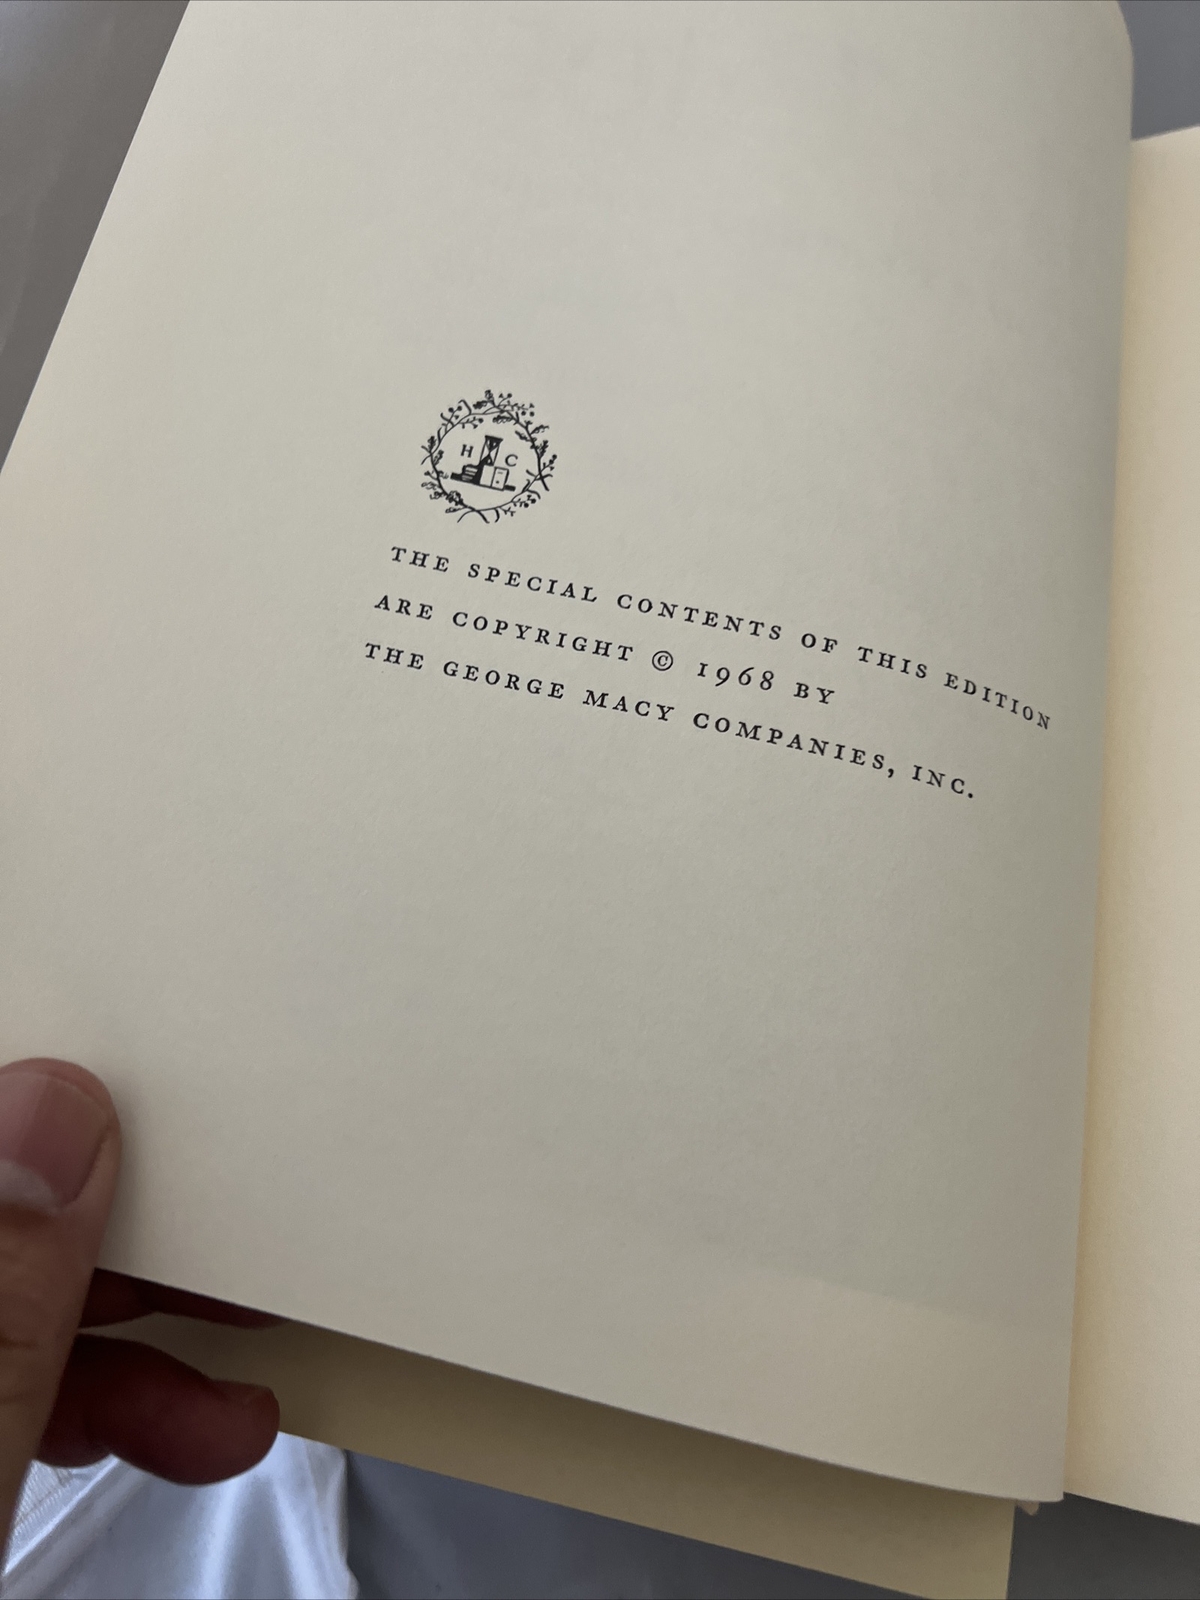 H C
THE SPECIAL CONTENTS OF THIS EDITION
ARE COPYRIGHT © 1968 BY
THE GEORGE MACY COMPANIES, INC.